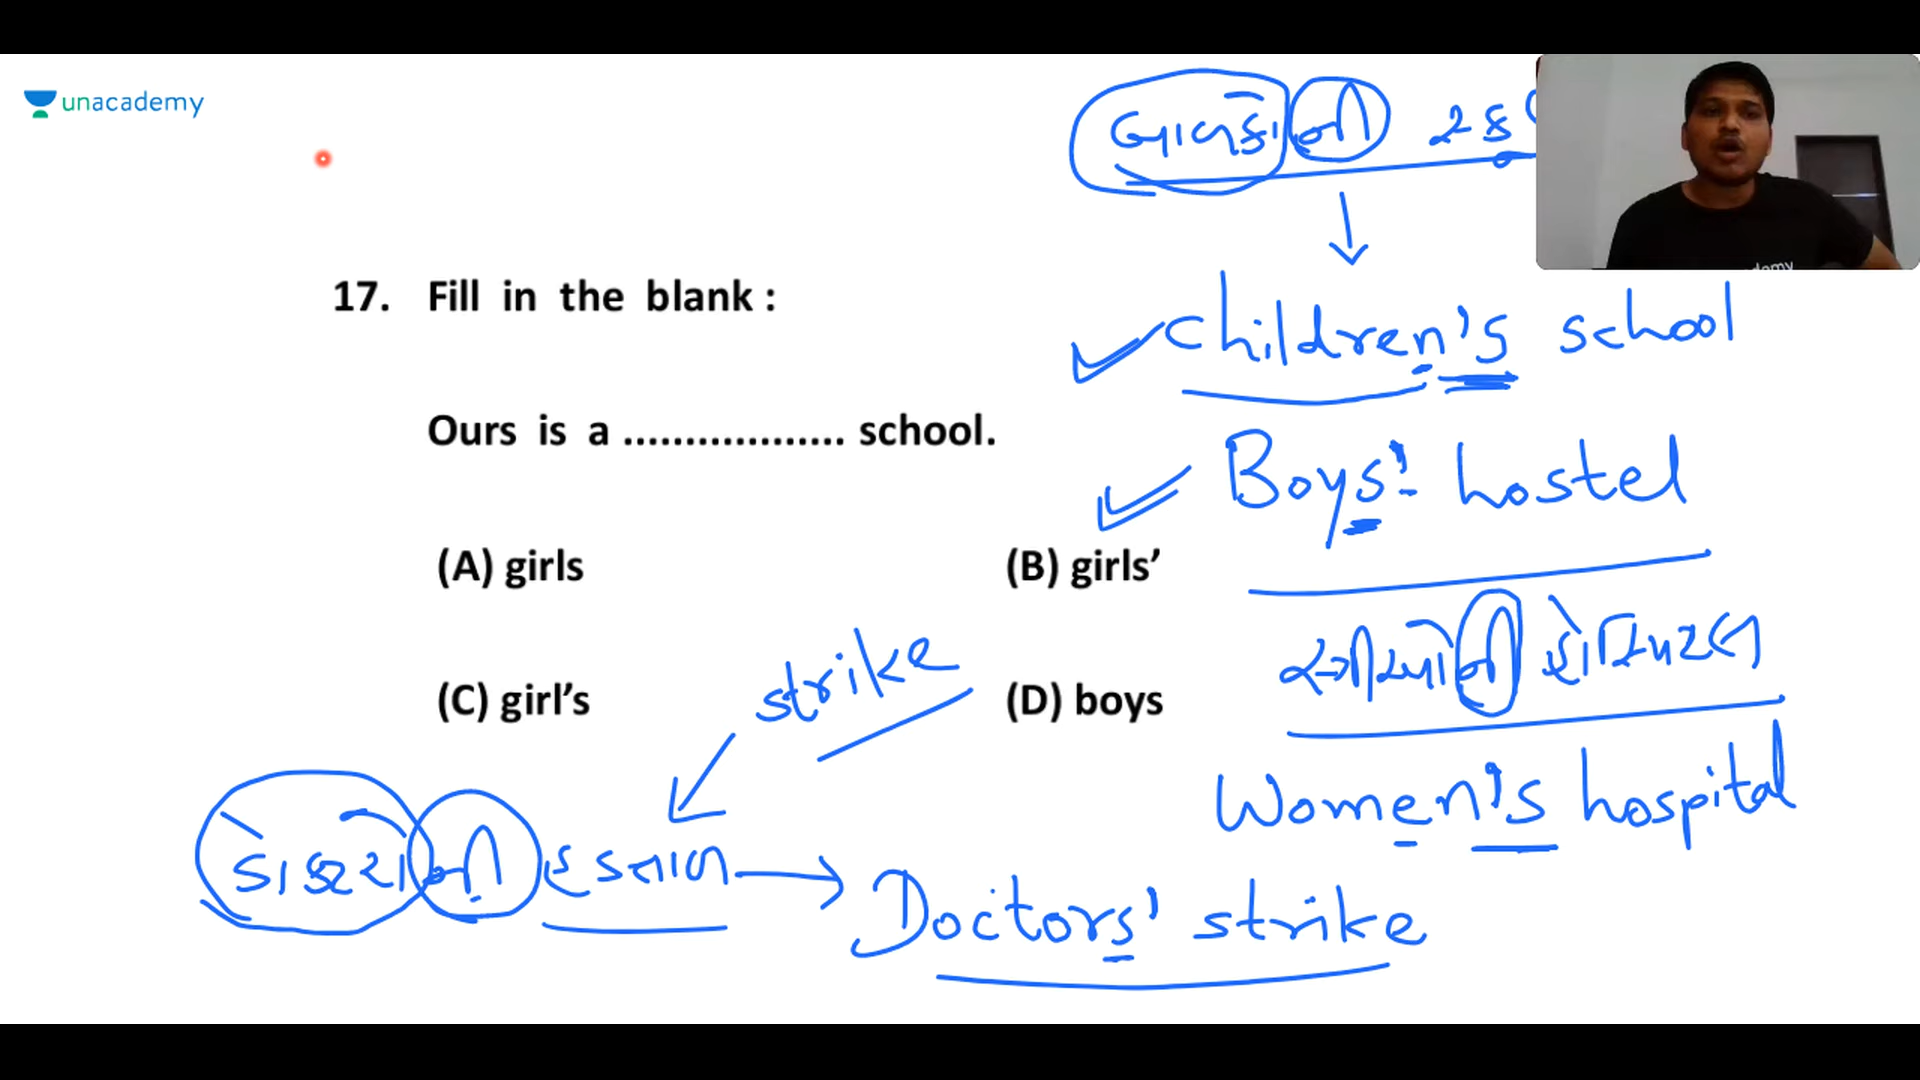 unacademy
બાળકોની
17. Fill in the blank :
Children's school
Ours is a .................. school.
Boys' hostel
(A) girls (B) girls’
સ્ત્રીઓની હોસ્પિટલ
strike
(C) girl’s (D) boys
Women's hospital
ડોક્ટરોની હડતાળ
Doctors' strike